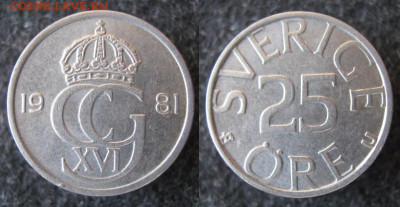 19 81
CG
XVI
SVERIGE
25
ÖRE
U